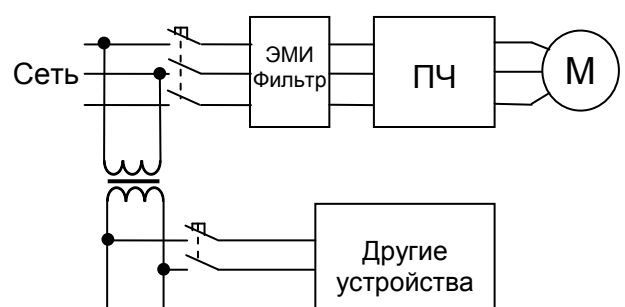 Сеть
ЭМИ
Фильтр
ПЧ
М
Другие
устройства